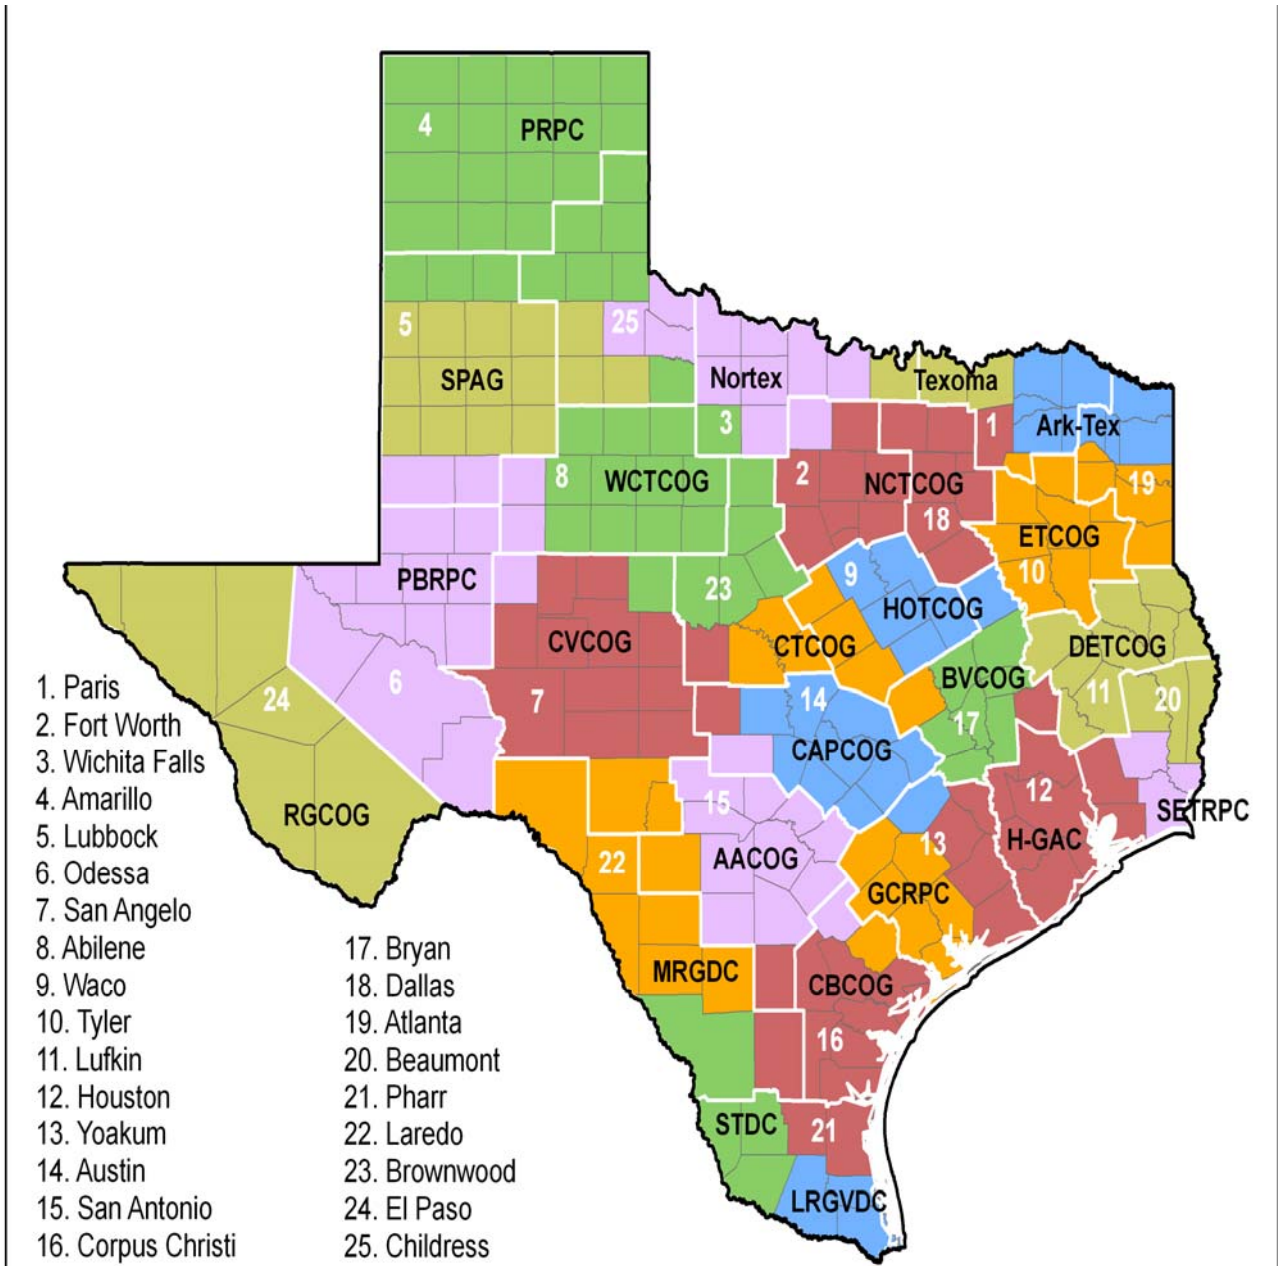 4
PRPC
5
25
SPAG
Nortex
Texoma
3
1
Ark-Tex
8
WCTCOG
2
NCTCOG
19
18
ETCOG
PBRPC
23
9
10
HOTCOG
CVCOG
CTCOG
DETCOG
BVCOG
6
7
24
14
11
20
17
CAPCOG
15
12
SETRPC
RGCOG
H-GAC
13
AACOG
22
GCRPC
MRGDC
CBCOG
16
STDC
21
LRGVDC
1. Paris
2. Fort Worth
3. Wichita Falls
4. Amarillo
5. Lubbock
6. Odessa
7. San Angelo
8. Abilene
9. Waco
10. Tyler
11. Lufkin
12. Houston
13. Yoakum
14. Austin
15. San Antonio
16. Corpus Christi
17. Bryan
18. Dallas
19. Atlanta
20. Beaumont
21. Pharr
22. Laredo
23. Brownwood
24. El Paso
25. Childress